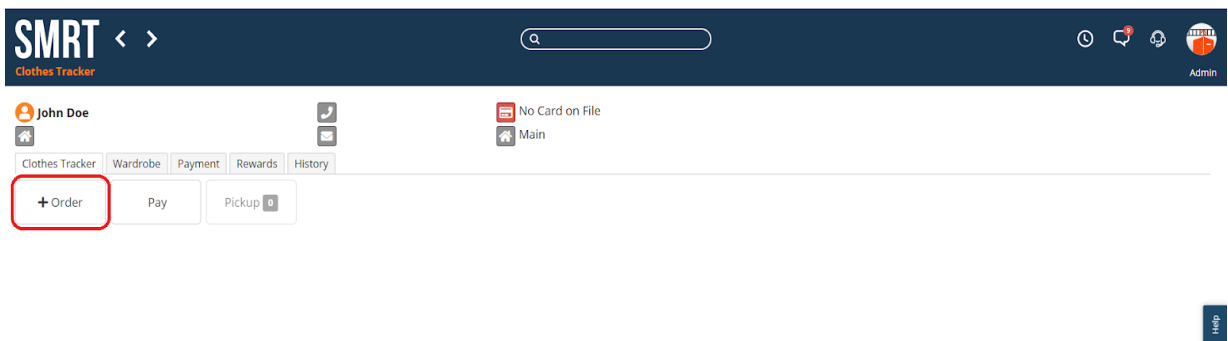 SMRT
Clothes Tracker
9
Admin
John Doe
No Card on File
Main
Clothes Tracker Wardrobe Payment Rewards History
+ Order Pay Pickup 0
Help